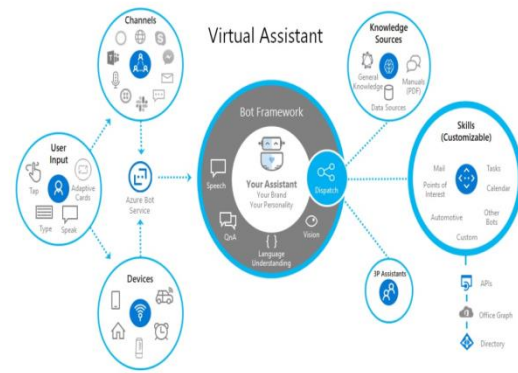 Virtual Assistant
Channels
User
Input
Tap
Adaptive
Cards
Type
Speak
Azure Bot
Service
Devices
Bot Framework
Your Assistant
Your Brand
Your Personality
Speech
QnA
{ }
Language
Understanding
Vision
Dispatch
Knowledge
Sources
General
Knowledge
Manuals
(PDF)
Data Sources
Skills
(Customizable)
Mail
Tasks
Points of
Interest
Calendar
Automotive
Other
Bots
Custom
3P Assistants
APIs
Office Graph
Directory